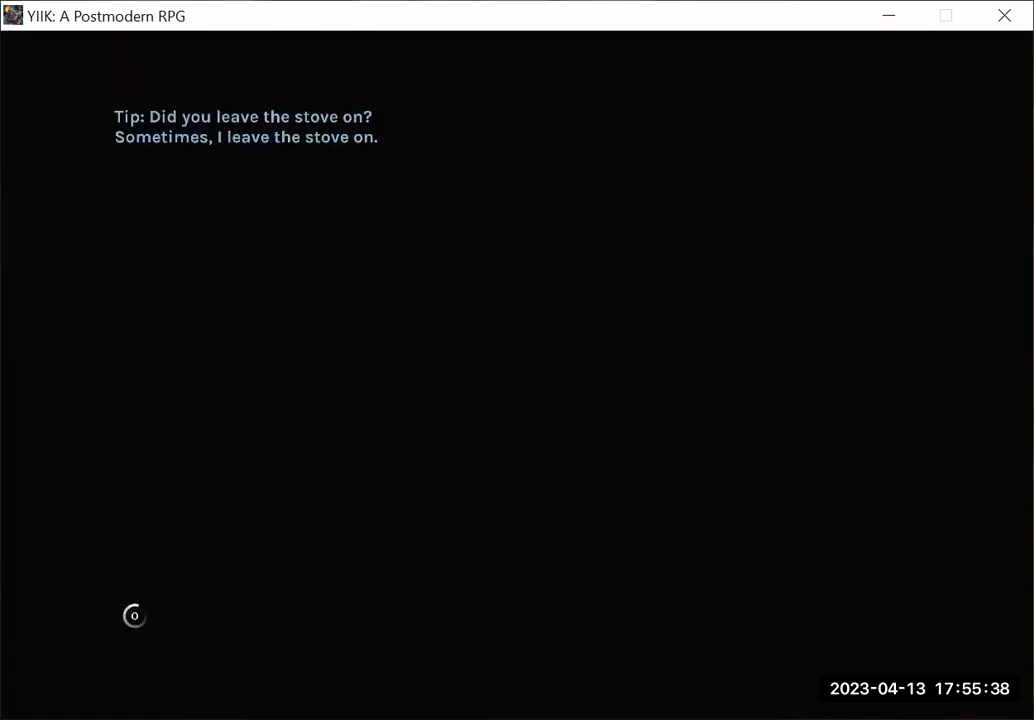 YIIK: A Postmodern RPG
Tip: Did you leave the stove on?
Sometimes, I leave the stove on.
0
2023-04-13 17:55:38